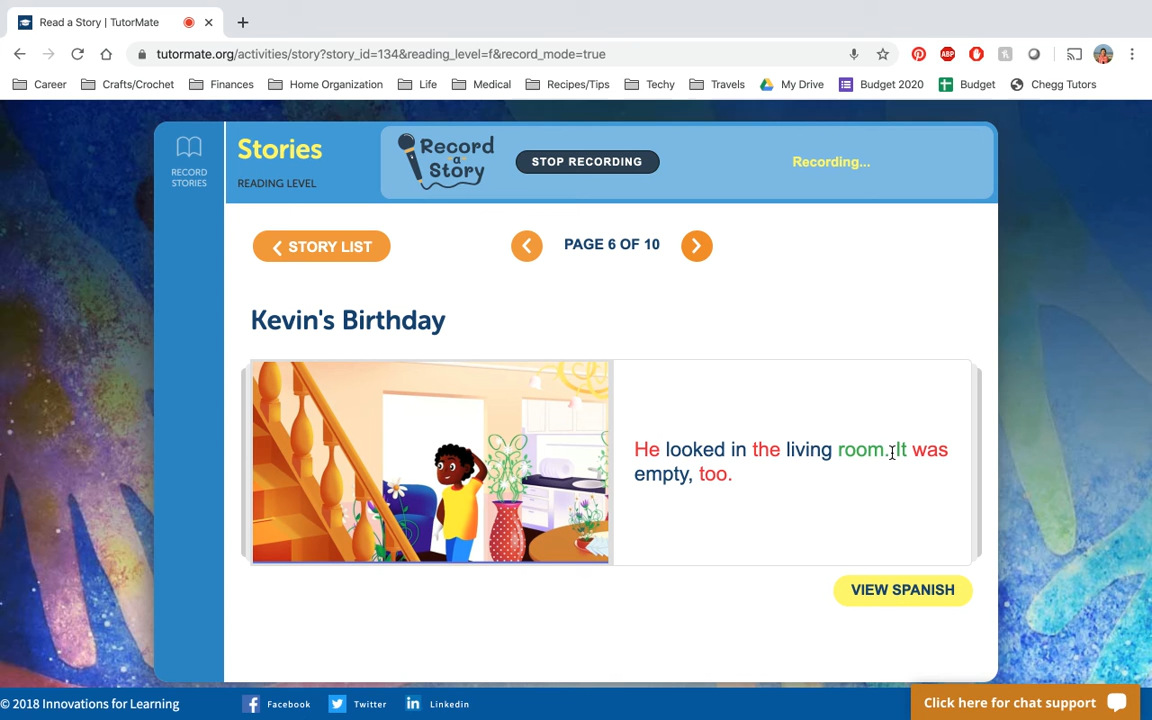 Read a Story | TutorMate
tutormate.org/activities/story?story_id=134&reading_level=f&record_mode=true
ABP
Career Crafts/Crochet Finances Home Organization Life Medical Recipes/Tips Techy Travels My Drive Budget 2020 Budget Chegg Tutors
RECORD
STORIES
Stories
READING LEVEL
Record
a
Story
STOP RECORDING
Recording...
STORY LIST
PAGE 6 OF 10
Kevin's Birthday
He looked in the living room. It was
empty, too.
VIEW SPANISH
© 2018 Innovations for Learning
Facebook
Twitter
Linkedin
Click here for chat support